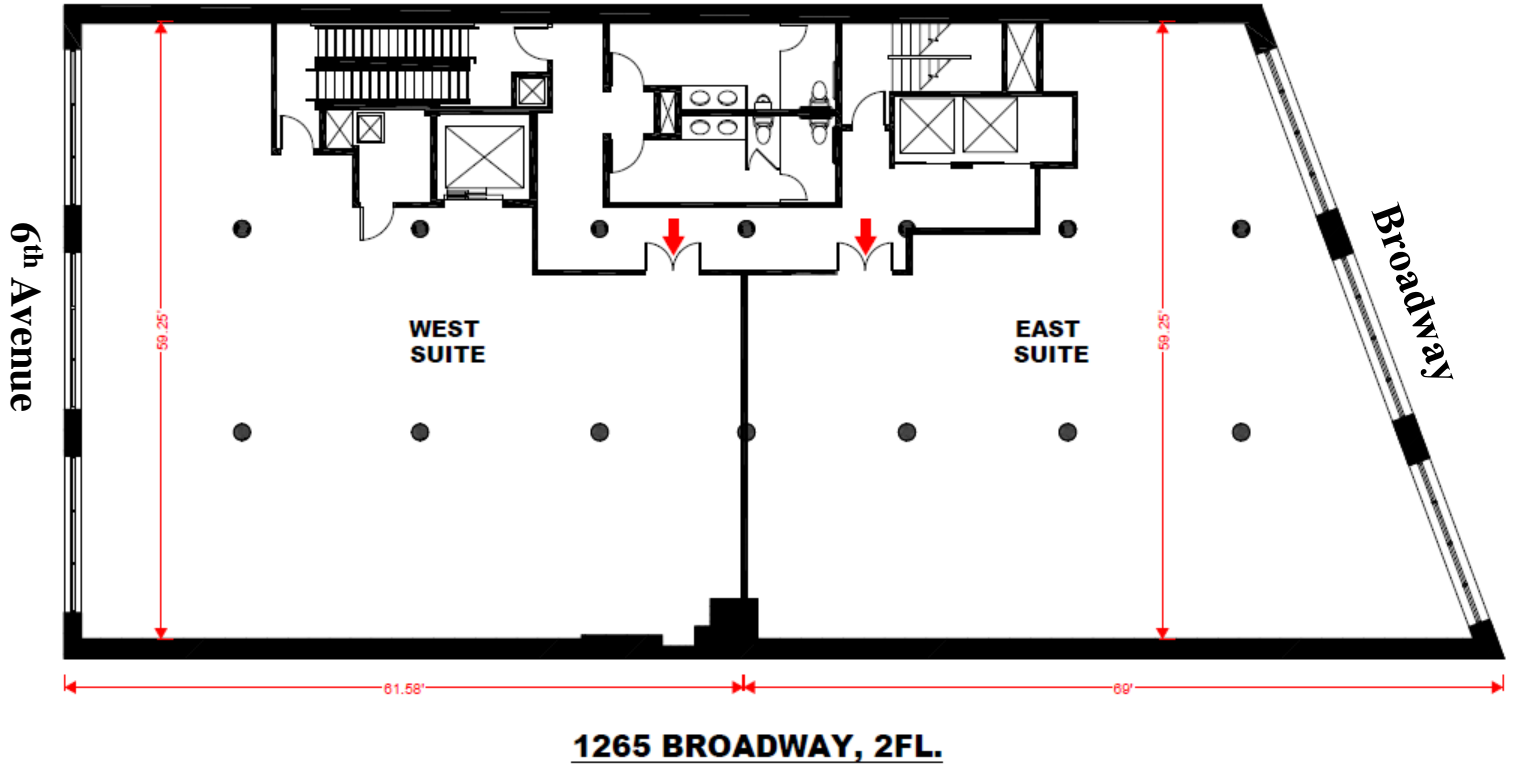 6th Avenue
Broadway
59.25'
59.25'
WEST
SUITE
EAST
SUITE
61.58'
69'
1265 BROADWAY, 2FL.